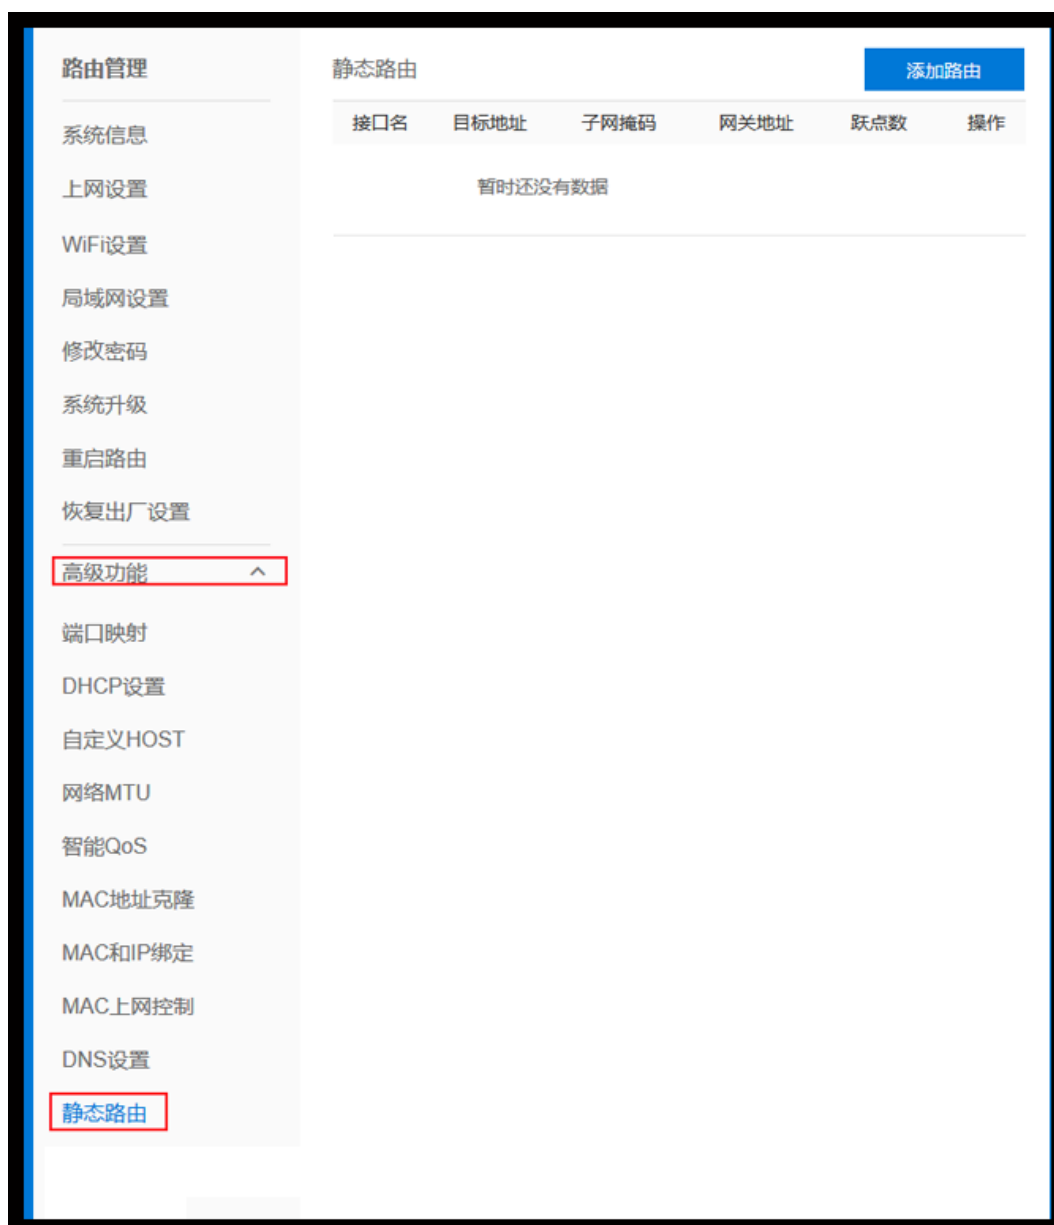 路由管理
系统信息
上网设置
WiFi设置
局域网设置
修改密码
系统升级
重启路由
恢复出厂设置
高级功能
端口映射
DHCP设置
自定义HOST
网络MTU
智能QoS
MAC地址克隆
MAC和IP绑定
MAC上网控制
DNS设置
静态路由
静态路由 添加路由
接口名 目标地址 子网掩码 网关地址 跃点数 操作
暂时还没有数据